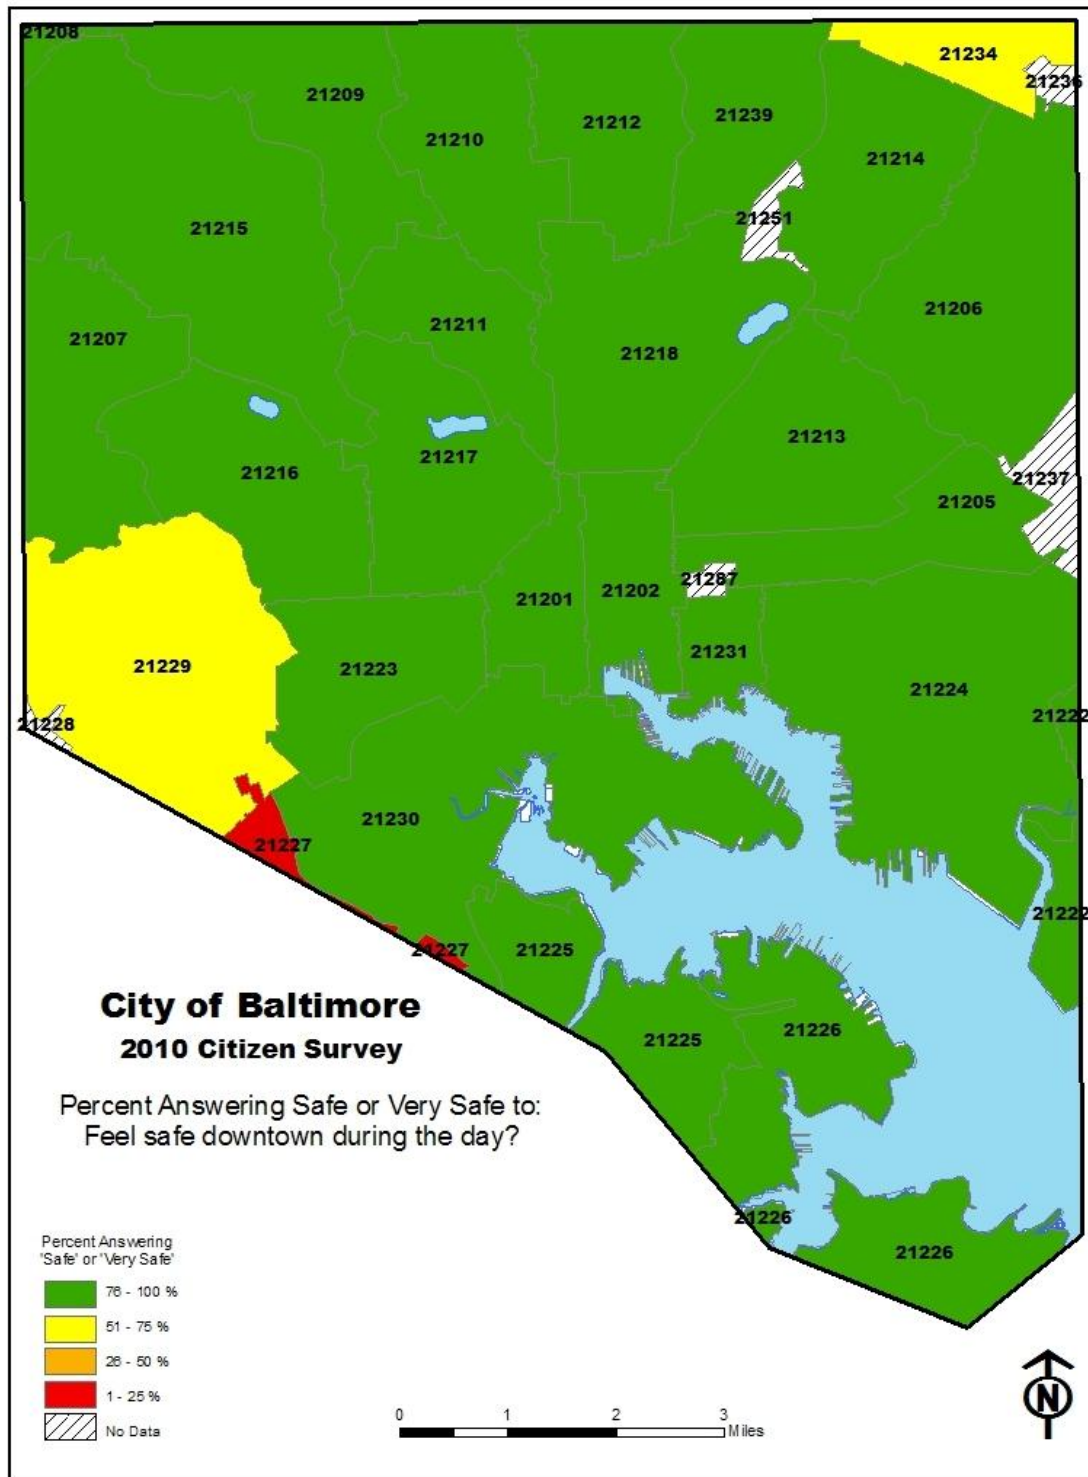 21208
21234
21236
21209
21239
21212
21210
21214
21251
21215
21206
21211
21207
21218
21213
21217
21216
21237
21205
21287
21202
21201
21231
21223
21229
21224
21222
21228
21230
21227
21222
21227
21225
City of Baltimore
21226
21225
2010 Citizen Survey
Percent Answering Safe or Very Safe to:
Feel safe downtown during the day?
21226
21226
Percent Answering
'Safe' or 'Very Safe'
76 - 100 %
51 - 75 %
26 - 50 %
1 - 25 %
No Data
0 1 2 3
Miles
N